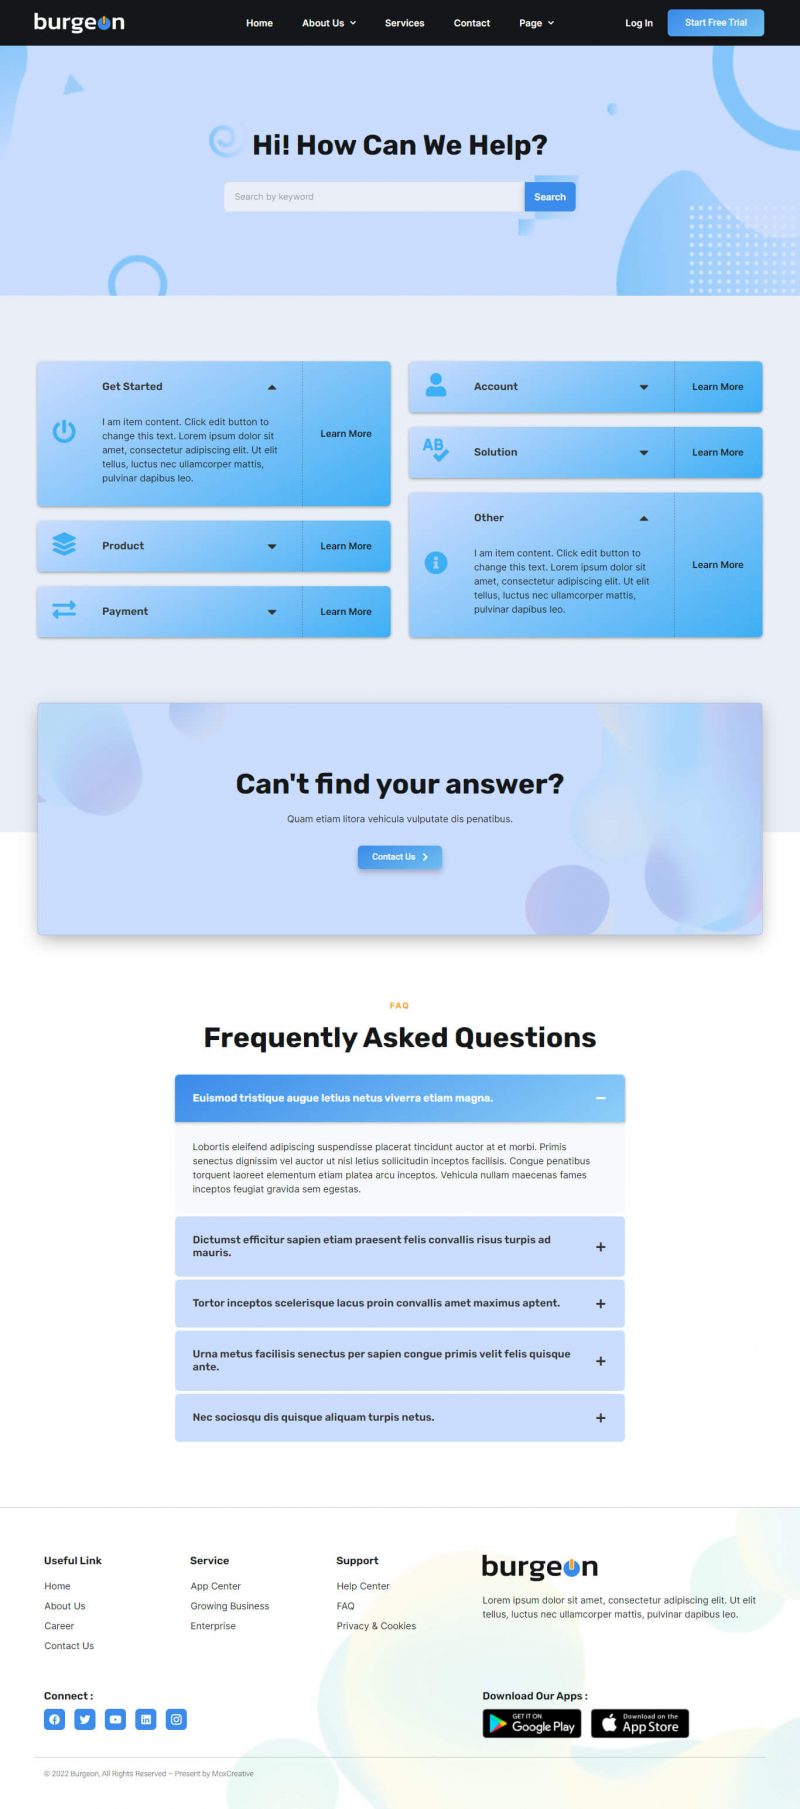 burgeon
Home About Us Services Contact Page Log In Start Free Trial
Hi! How Can We Help?
Search by keyword Search
Get Started
I am item content. Click edit button to
change this text. Lorem ipsum dolor sit
amet, consectetur adipiscing elit. Ut elit
tellus, luctus nec ullamcorper mattis,
pulvinar dapibus leo.
Learn More
Product Learn More
Payment Learn More
Account Learn More
AB
Solution Learn More
Other
I am item content. Click edit button to
change this text. Lorem ipsum dolor sit
amet, consectetur adipiscing elit. Ut elit
tellus, luctus nec ullamcorper mattis,
pulvinar dapibus leo.
Learn More
Can't find your answer?
Quam etiam litora vehicula vulputate dis penatibus.
Contact Us
FAQ
Frequently Asked Questions
Euismod tristique augue letius netus viverra etiam magna.
Lobortis eleifend adipiscing suspendisse placerat tincidunt auctor at et morbi. Primis
senectus dignissim vel auctor ut nisl letius sollicitudin inceptos facilisis. Congue penatibus
torquent laoreet elementum etiam platea arcu inceptos. Vehicula nullam maecenas fames
inceptos feugiat gravida sem egestas.
Dictumst efficitur sapien etiam praesent felis convallis risus turpis ad
mauris.
Tortor inceptos scelerisque lacus proin convallis amet maximus aptent.
Urna metus facilisis senectus per sapien congue primis velit felis quisque
ante.
Nec sociosqu dis quisque aliquam turpis netus.
Useful Link
Home
About Us
Career
Contact Us
Service
App Center
Growing Business
Enterprise
Support
Help Center
FAQ
Privacy & Cookies
burgeon
Lorem ipsum dolor sit amet, consectetur adipiscing elit. Ut elit
tellus, luctus nec ullamcorper mattis, pulvinar dapibus leo.
Connect :
Download Our Apps :
GET IT ON
Google Play
Download on the
App Store
© 2022 Burgeon, All Rights Reserved – Present by MoxCreative